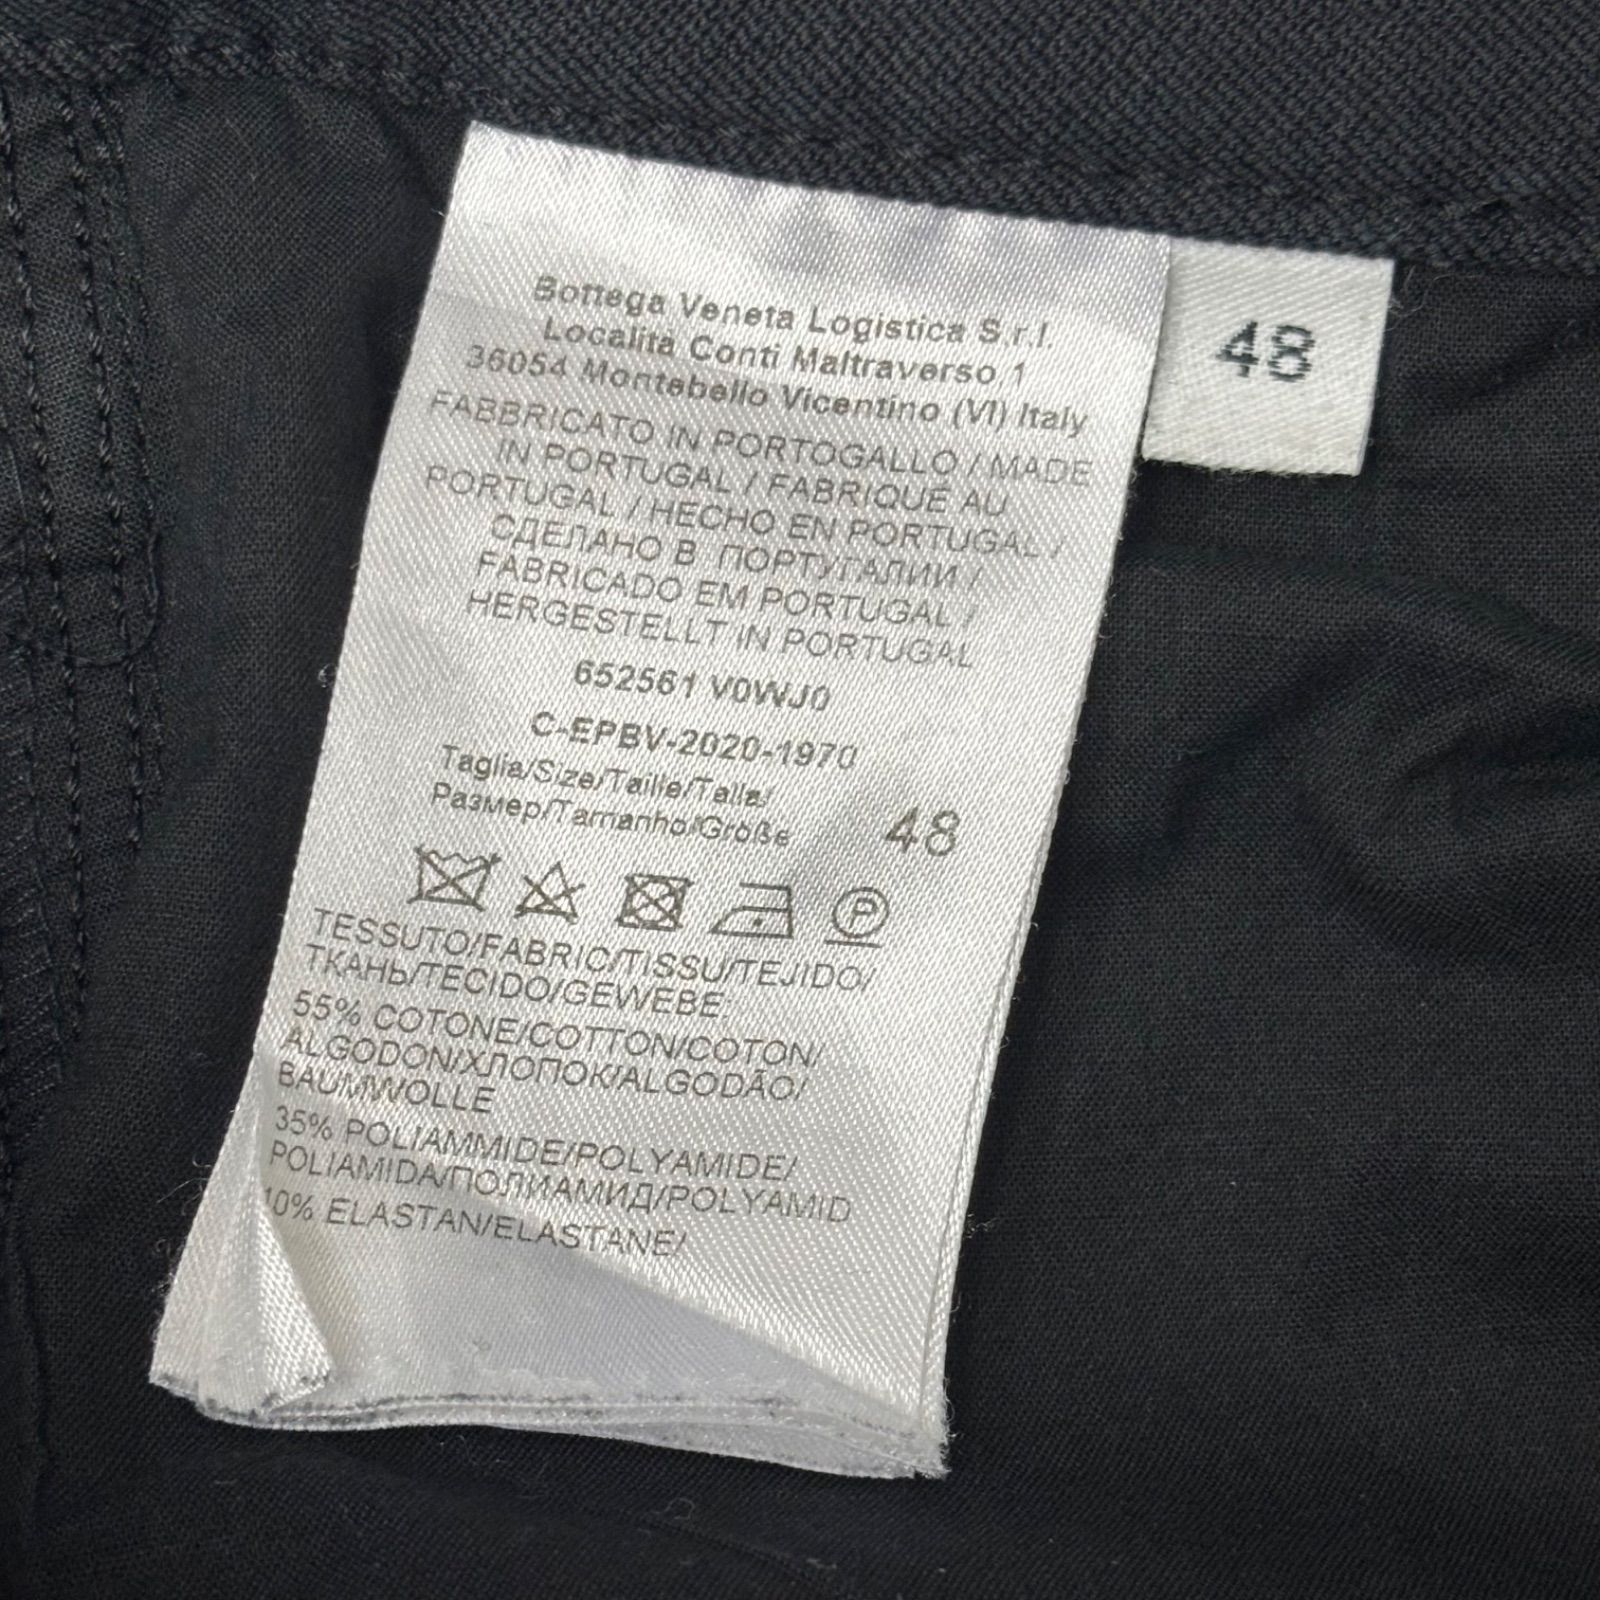 Bottega Veneta Logistica S.r.l.
Località Conti Maltraverso,1
36054 Montebello Vicentino (VI) Italy
FABBRICATO IN PORTOGALLO / MADE
IN PORTUGAL / FABRIQUÉ AU
PORTUGAL / HECHO EN PORTUGAL /
СДЕЛАНО В ПОРТУГАЛИИ /
FABRICADO EM PORTUGAL /
HERGESTELLT IN PORTUGAL
652561 V0WJ0
C-EPBV-2020-1970
Taglia/Size/Taille/Talla/
Размер/Tamanho/Größe 48
P
TESSUTO/FABRIC/TISSU/TEJIDO/
ТКАНЬ/TECIDO/GEWEBE:
55% COTONE/COTTON/COTON/
ALGODON/ХЛОПОК/ALGODÃO/
BAUMWOLLE
35% POLIAMMIDE/POLYAMIDE/
POLIAMIDA/ПОЛИАМИД/POLYAMID
10% ELASTAN/ELASTANE/
48